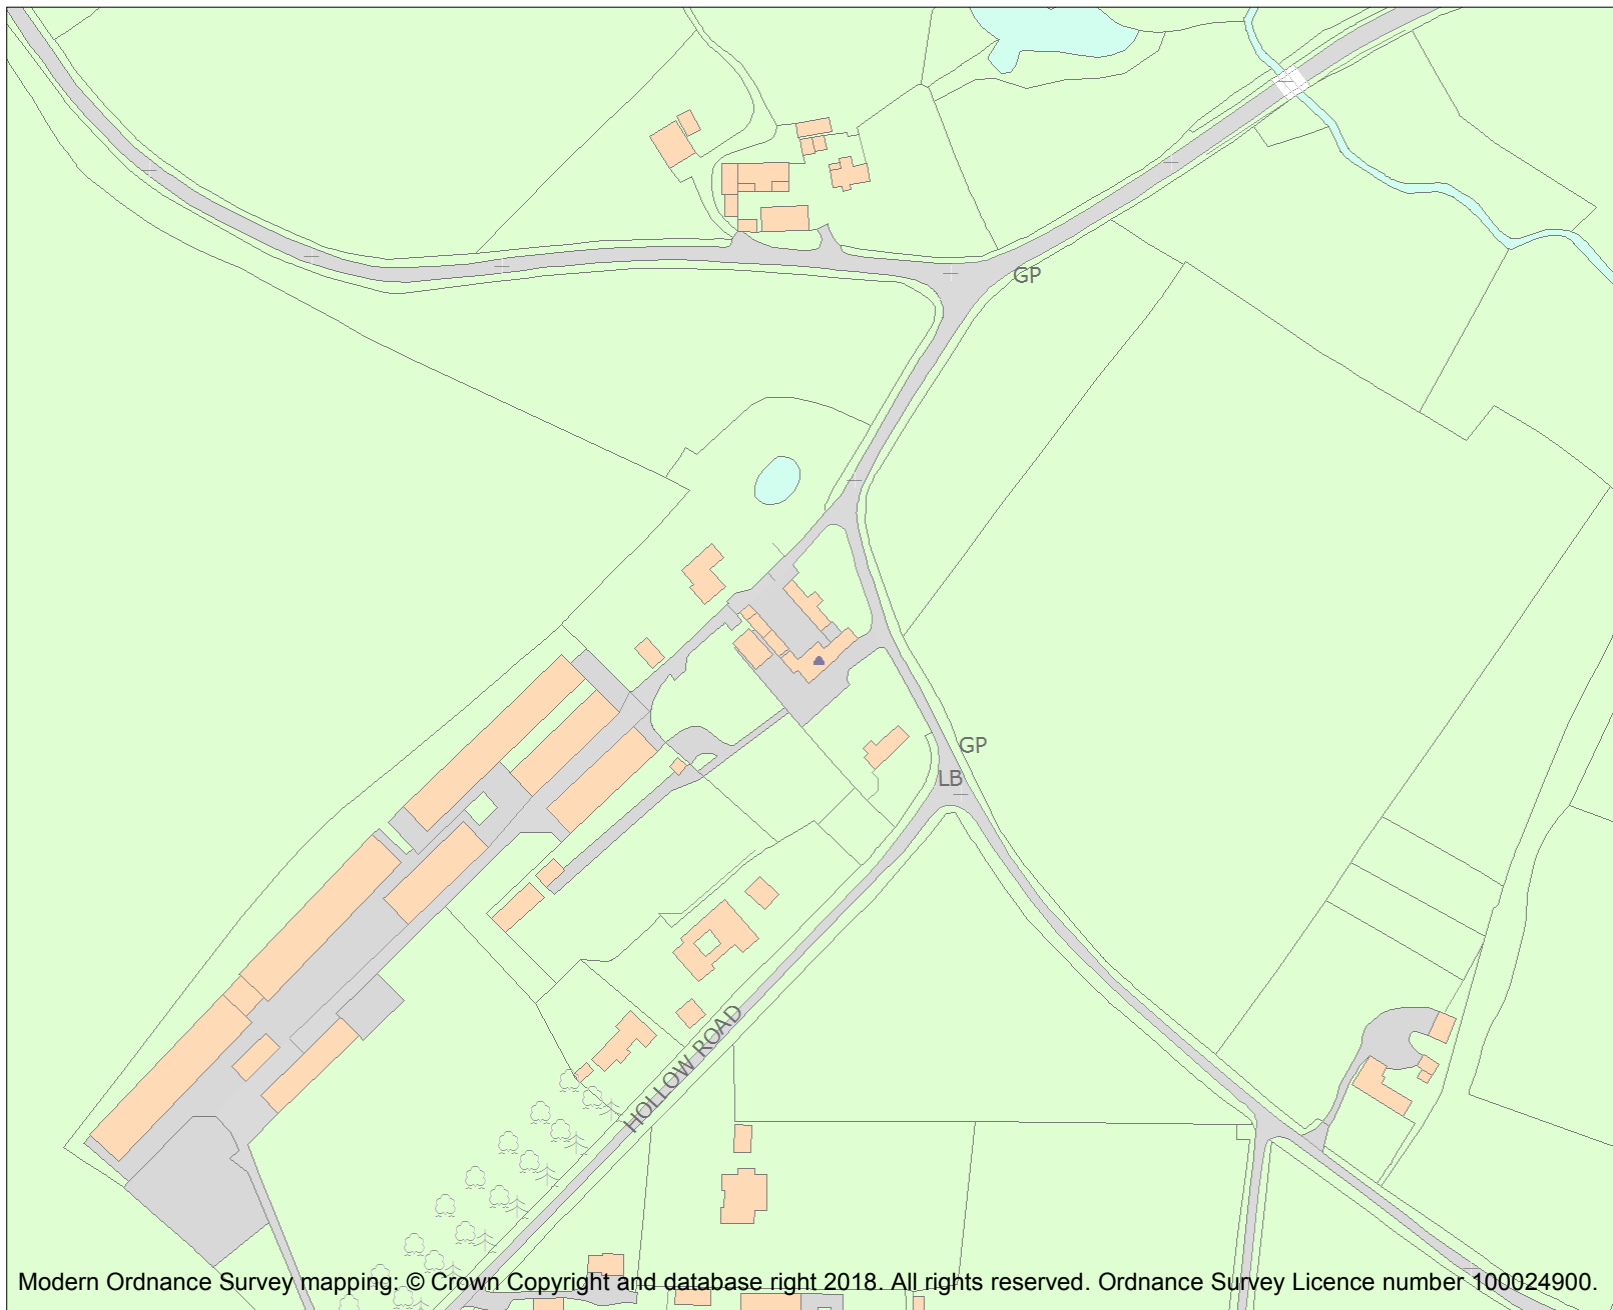 GP
GP
LB
HOLLOW ROAD
Modern Ordnance Survey mapping: © Crown Copyright and database right 2018. All rights reserved. Ordnance Survey Licence number 100024900.